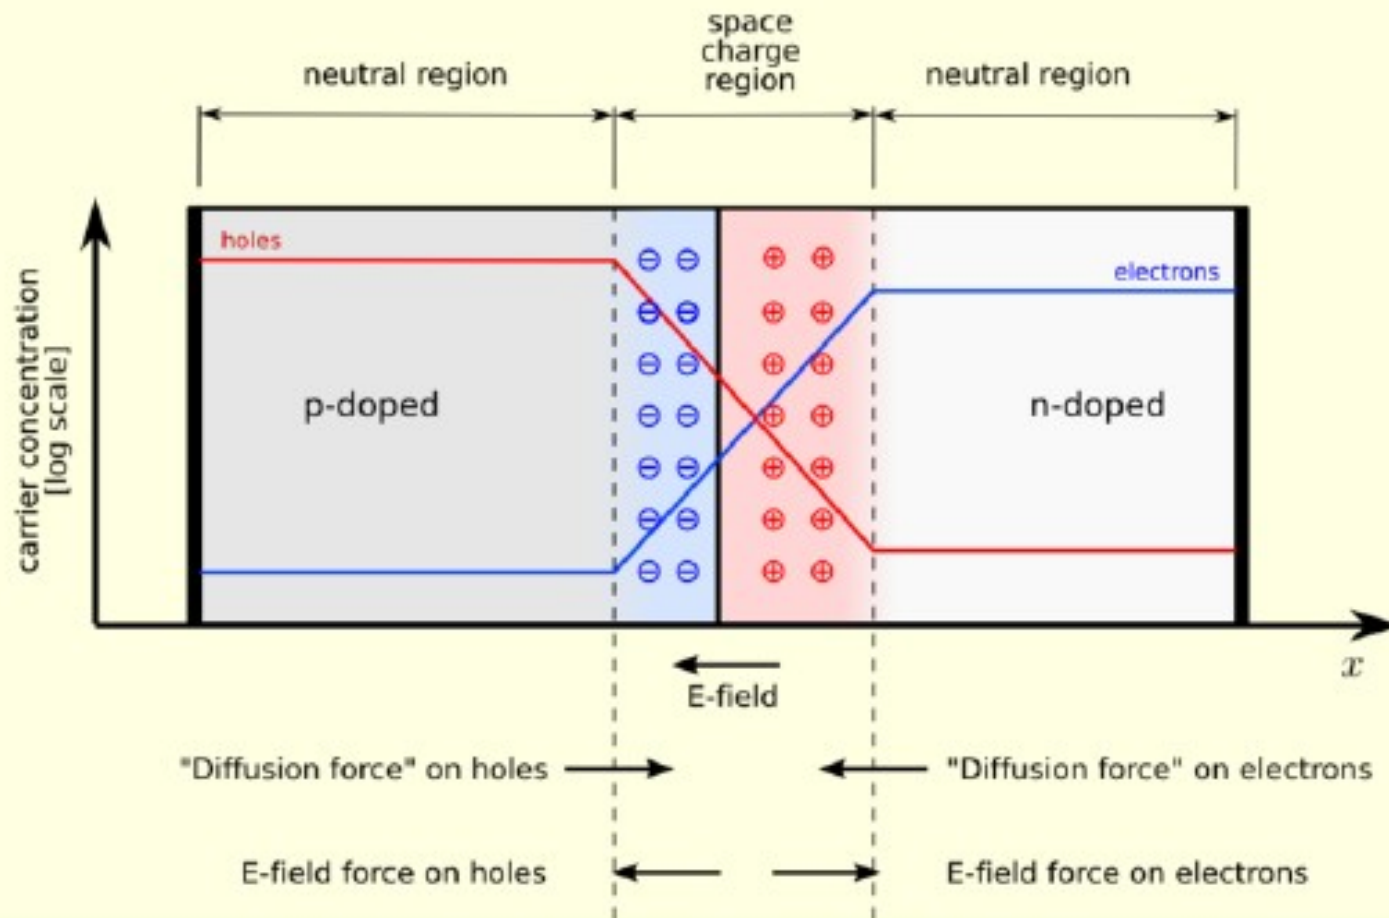 space
charge
region
neutral region
neutral region
holes
electrons
carrier concentration
[log scale]
p-doped
n-doped
x
E-field
"Diffusion force" on holes
"Diffusion force" on electrons
E-field force on holes
E-field force on electrons